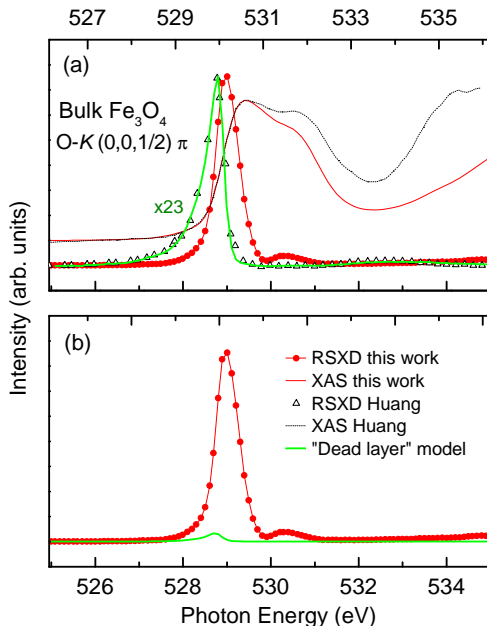 527 529 531 533 535
(a)
Bulk Fe3O4
O-K (0,0,1/2) π
x23
Intensity (arb. units)
(b)
RSXD this work
XAS this work
RSXD Huang
XAS Huang
"Dead layer" model
526 528 530 532 534
Photon Energy (eV)